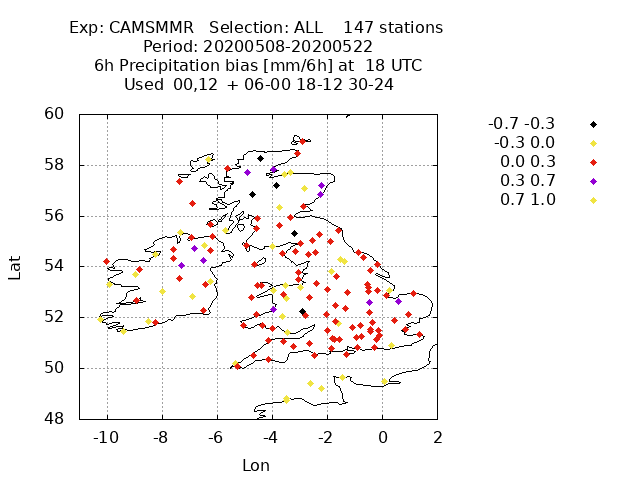 Exp: CAMSMMR   Selection: ALL    147 stations
Period: 20200508-20200522
6h Precipitation bias [mm/6h] at  18 UTC
Used  00,12  + 06-00 18-12 30-24
60
58
56
54
52
50
48
-10 -8 -6 -4 -2 0 2
Lat
Lon
-0.7 -0.3
-0.3 0.0
0.0 0.3
0.3 0.7
0.7 1.0